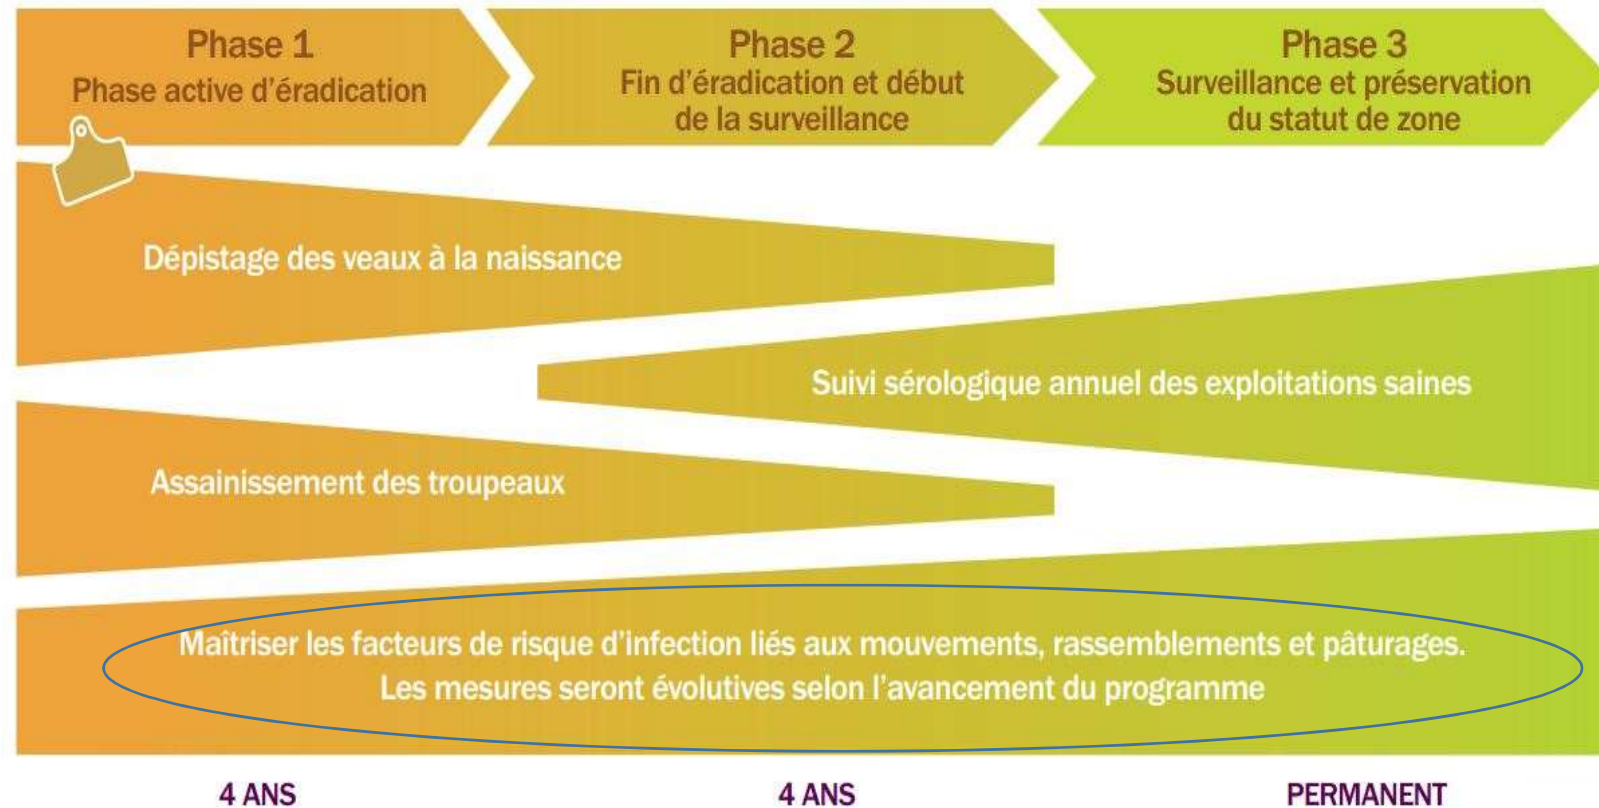 Phase 1
Phase active d'éradication
Phase 2
Fin d'éradication et début
de la surveillance
Phase 3
Surveillance et préservation
du statut de zone
Dépistage des veaux à la naissance
Suivi sérologique annuel des exploitations saines
Assainissement des troupeaux
Maîtriser les facteurs de risque d'infection liés aux mouvements, rassemblements et pâturages.
Les mesures seront évolutives selon l'avancement du programme
4 ANS
4 ANS
PERMANENT